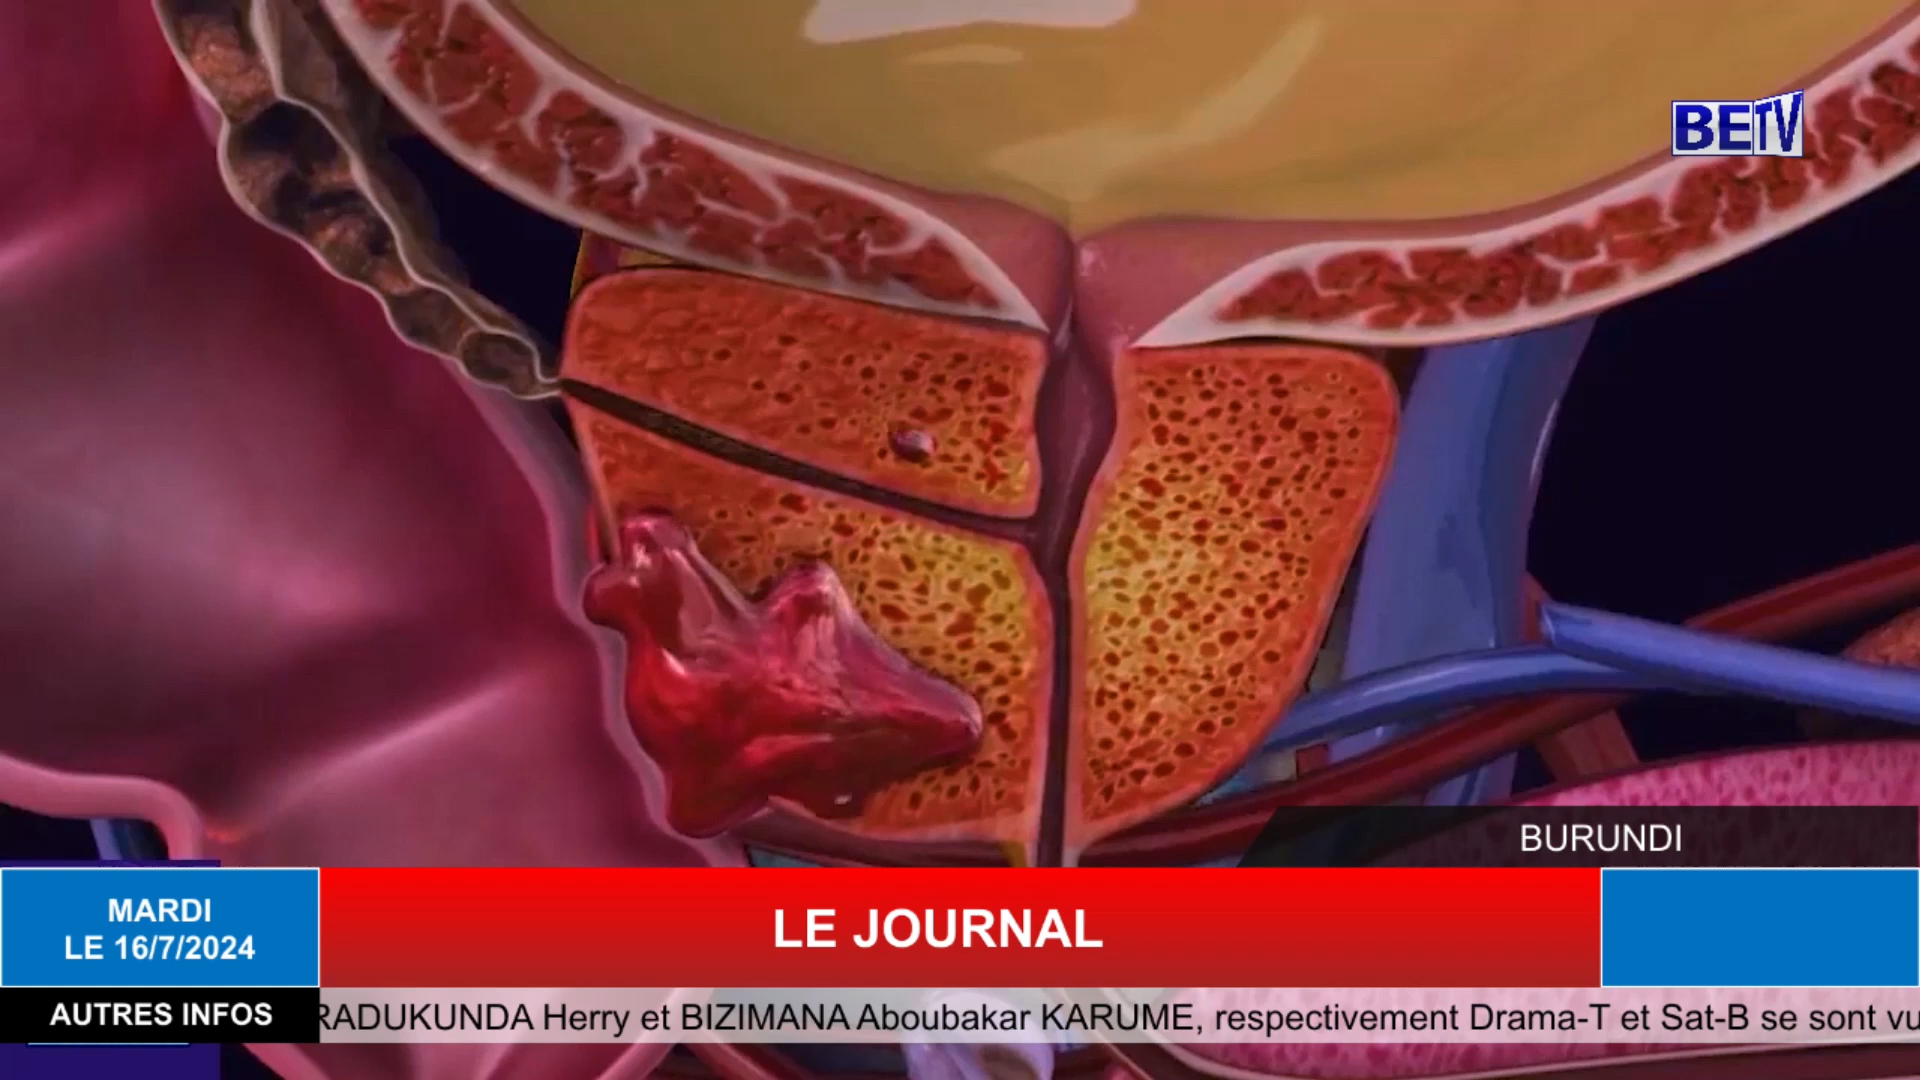 BETV
BURUNDI
MARDI
LE 16/7/2024
LE JOURNAL
AUTRES INFOS
RADUKUNDA Herry et BIZIMANA Aboubakar KARUME, respectivement Drama-T et Sat-B se sont vu